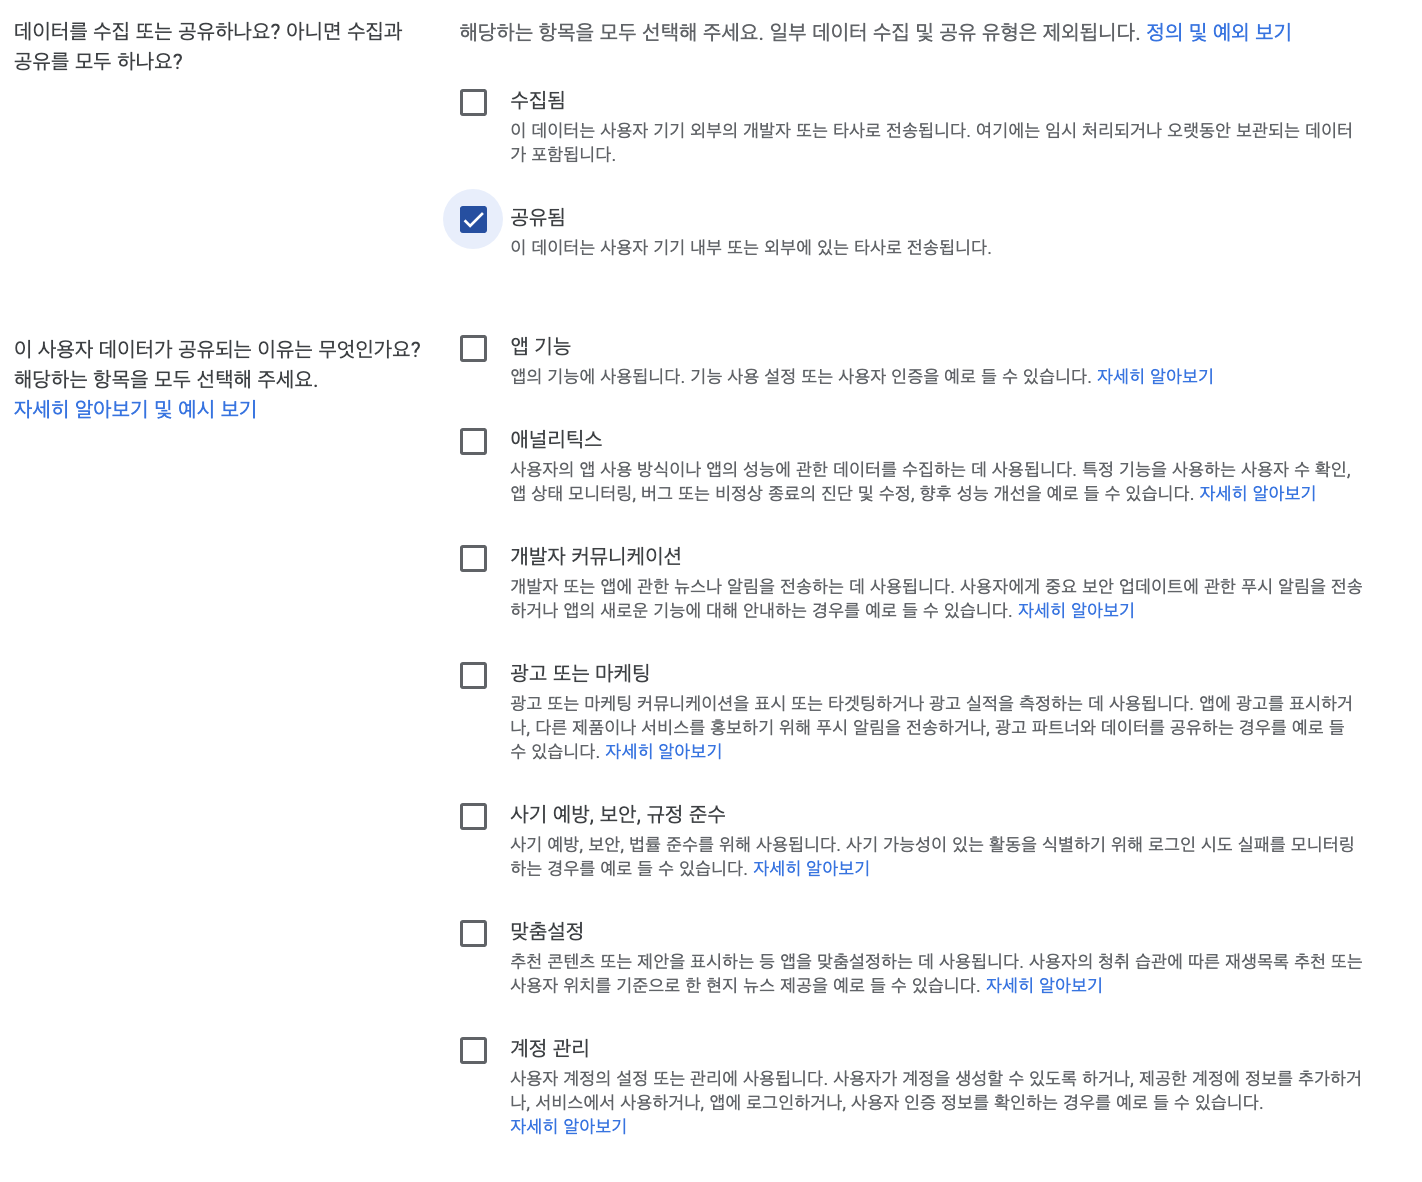 데이터를 수집 또는 공유하나요? 아니면 수집과
공유를 모두 하나요?
해당하는 항목을 모두 선택해 주세요. 일부 데이터 수집 및 공유 유형은 제외됩니다. 정의 및 예외 보기
수집됨
이 데이터는 사용자 기기 외부의 개발자 또는 타사로 전송됩니다. 여기에는 임시 처리되거나 오랫동안 보관되는 데이터
가 포함됩니다.
공유됨
이 데이터는 사용자 기기 내부 또는 외부에 있는 타사로 전송됩니다.
이 사용자 데이터가 공유되는 이유는 무엇인가요?
해당하는 항목을 모두 선택해 주세요.
자세히 알아보기 및 예시 보기
앱 기능
앱의 기능에 사용됩니다. 기능 사용 설정 또는 사용자 인증을 예로 들 수 있습니다. 자세히 알아보기
애널리틱스
사용자의 앱 사용 방식이나 앱의 성능에 관한 데이터를 수집하는 데 사용됩니다. 특정 기능을 사용하는 사용자 수 확인,
앱 상태 모니터링, 버그 또는 비정상 종료의 진단 및 수정, 향후 성능 개선을 예로 들 수 있습니다. 자세히 알아보기
개발자 커뮤니케이션
개발자 또는 앱에 관한 뉴스나 알림을 전송하는 데 사용됩니다. 사용자에게 중요 보안 업데이트에 관한 푸시 알림을 전송
하거나 앱의 새로운 기능에 대해 안내하는 경우를 예로 들 수 있습니다. 자세히 알아보기
광고 또는 마케팅
광고 또는 마케팅 커뮤니케이션을 표시 또는 타겟팅하거나 광고 실적을 측정하는 데 사용됩니다. 앱에 광고를 표시하거
나, 다른 제품이나 서비스를 홍보하기 위해 푸시 알림을 전송하거나, 광고 파트너와 데이터를 공유하는 경우를 예로 들
수 있습니다. 자세히 알아보기
사기 예방, 보안, 규정 준수
사기 예방, 보안, 법률 준수를 위해 사용됩니다. 사기 가능성이 있는 활동을 식별하기 위해 로그인 시도 실패를 모니터링
하는 경우를 예로 들 수 있습니다. 자세히 알아보기
맞춤설정
추천 콘텐츠 또는 제안을 표시하는 등 앱을 맞춤설정하는 데 사용됩니다. 사용자의 청취 습관에 따른 재생목록 추천 또는
사용자 위치를 기준으로 한 현지 뉴스 제공을 예로 들 수 있습니다. 자세히 알아보기
계정 관리
사용자 계정의 설정 또는 관리에 사용됩니다. 사용자가 계정을 생성할 수 있도록 하거나, 제공한 계정에 정보를 추가하거
나, 서비스에서 사용하거나, 앱에 로그인하거나, 사용자 인증 정보를 확인하는 경우를 예로 들 수 있습니다.
자세히 알아보기